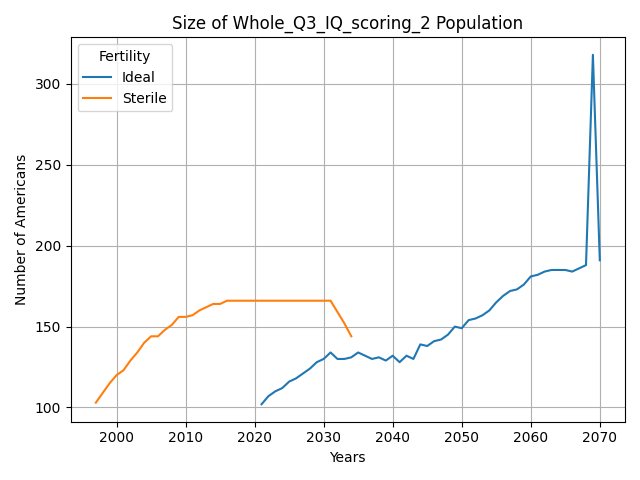 Size of Whole_Q3_IQ_scoring_2 Population
Fertility
Ideal
Sterile
Number of Americans
300
250
200
150
100
2000 2010 2020 2030 2040 2050 2060 2070
Years